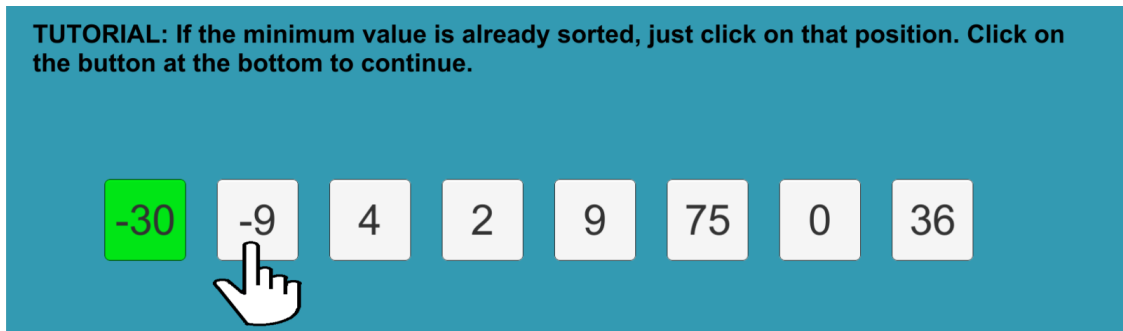 TUTORIAL: If the minimum value is already sorted, just click on that position. Click on
the button at the bottom to continue.
-30 -9 4 2 9 75 0 36